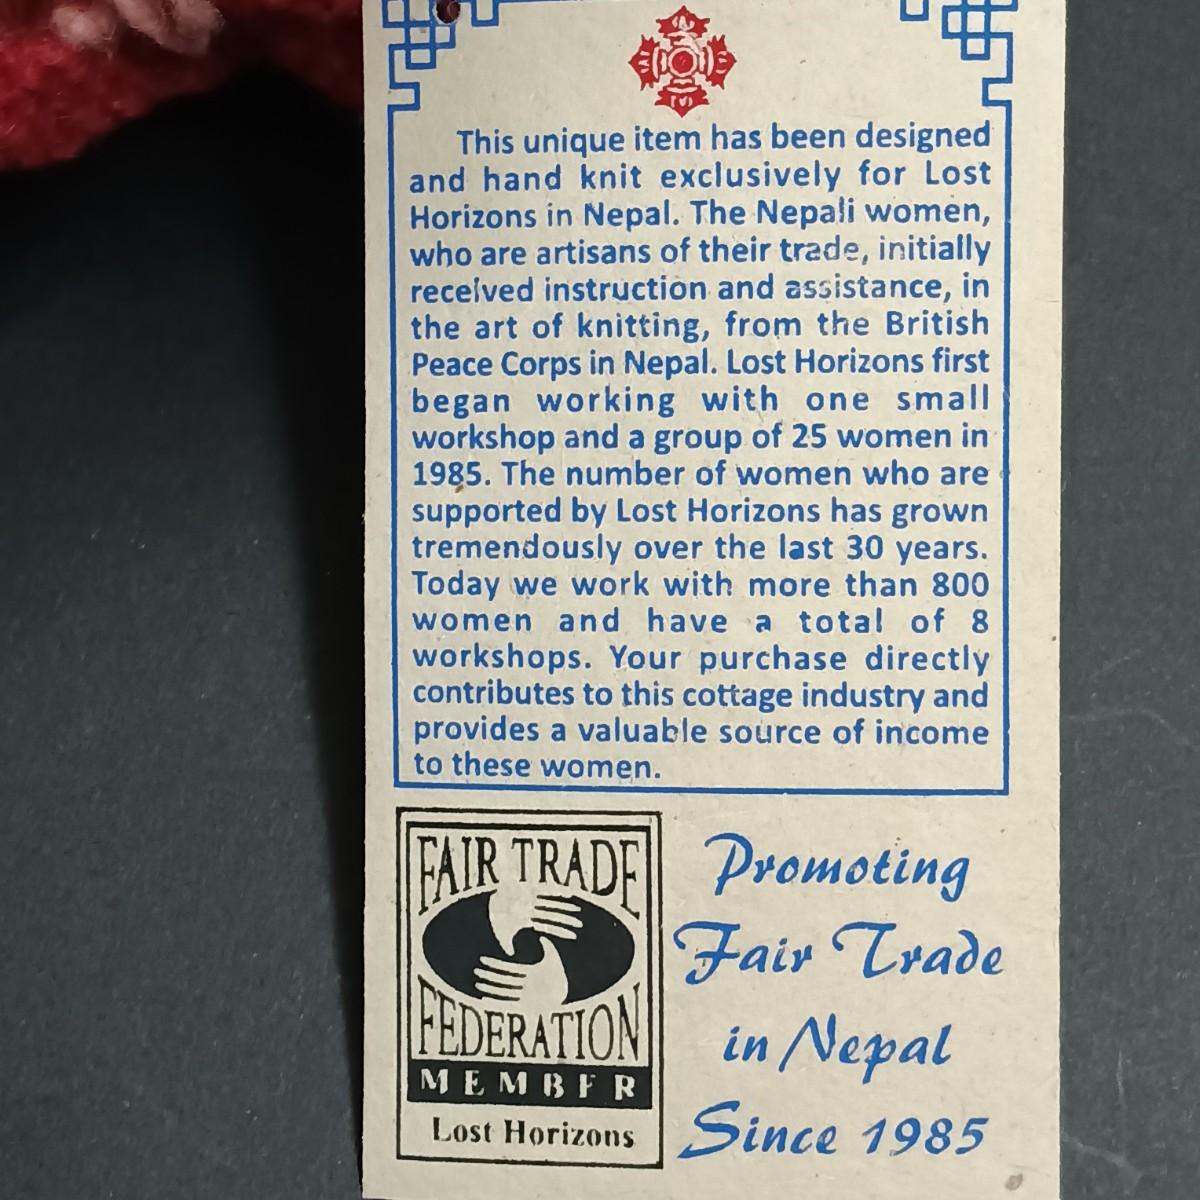 This unique item has been designed
and hand knit exclusively for Lost
Horizons in Nepal. The Nepali women,
who are artisans of their trade, initially
received instruction and assistance, in
the art of knitting, from the British
Peace Corps in Nepal. Lost Horizons first
began working with one small
workshop and a group of 25 women in
1985. The number of women who are
supported by Lost Horizons has grown
tremendously over the last 30 years.
Today we work with more than 800
women and have a total of 8
workshops. Your purchase directly
contributes to this cottage industry and
provides a valuable source of income
to these women.
FAIR TRADE
FEDERATION
MEMBER
Lost Horizons
Promoting
Fair Trade
in Nepal
Since 1985